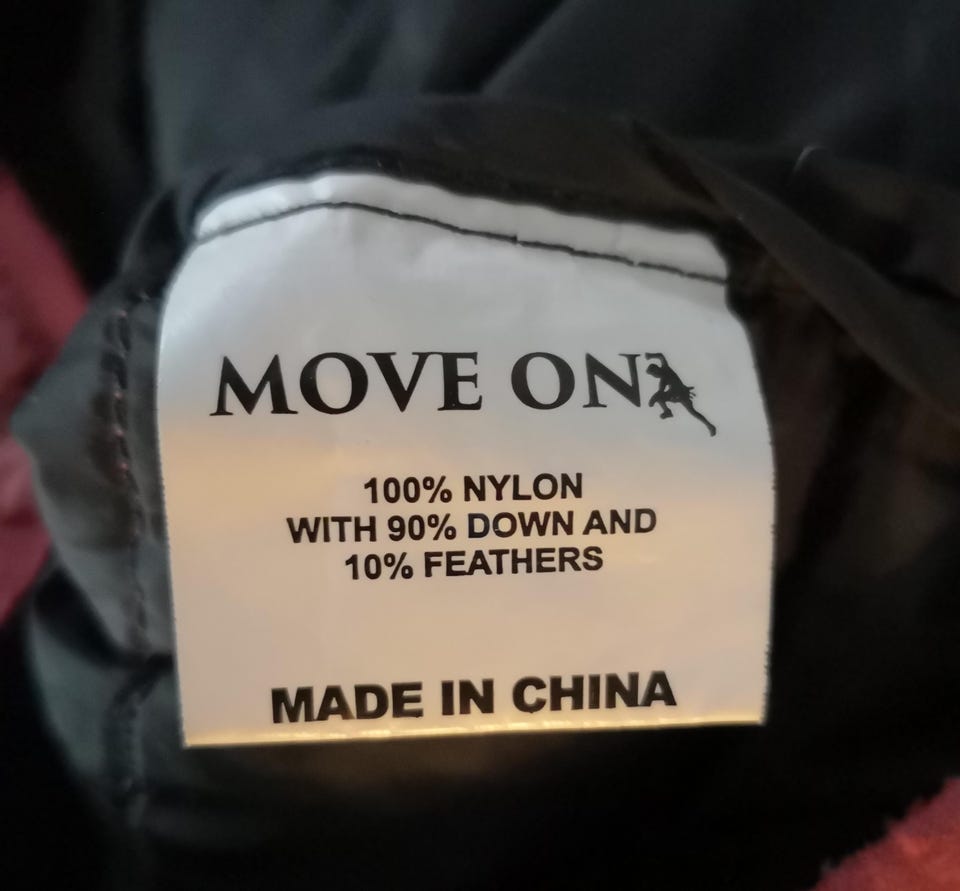 MOVE ON
100% NYLON
WITH 90% DOWN AND
10% FEATHERS
MADE IN CHINA